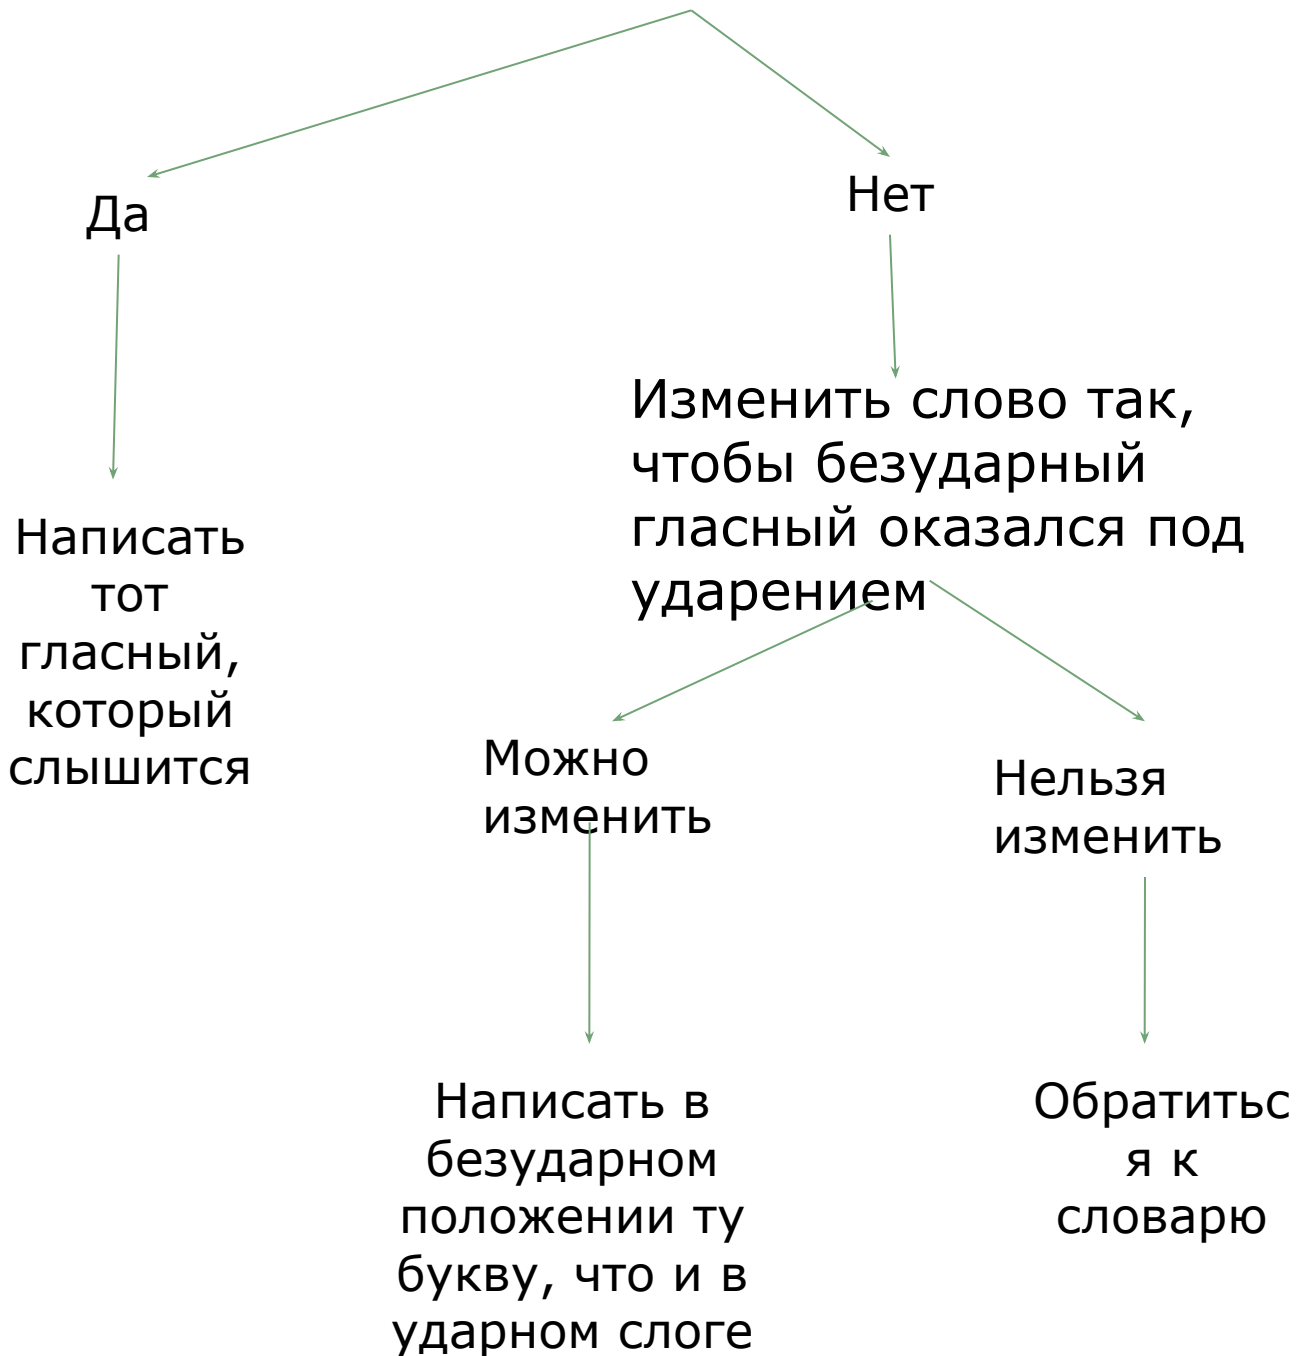 Да
Нет
Написать
тот
гласный,
который
слышится
Изменить слово так,
чтобы безударный
гласный оказался под
ударением
Можно
изменить
Нельзя
изменить
Написать в
безударном
положении ту
букву, что и в
ударном слоге
Обратитьс
я к
словарю